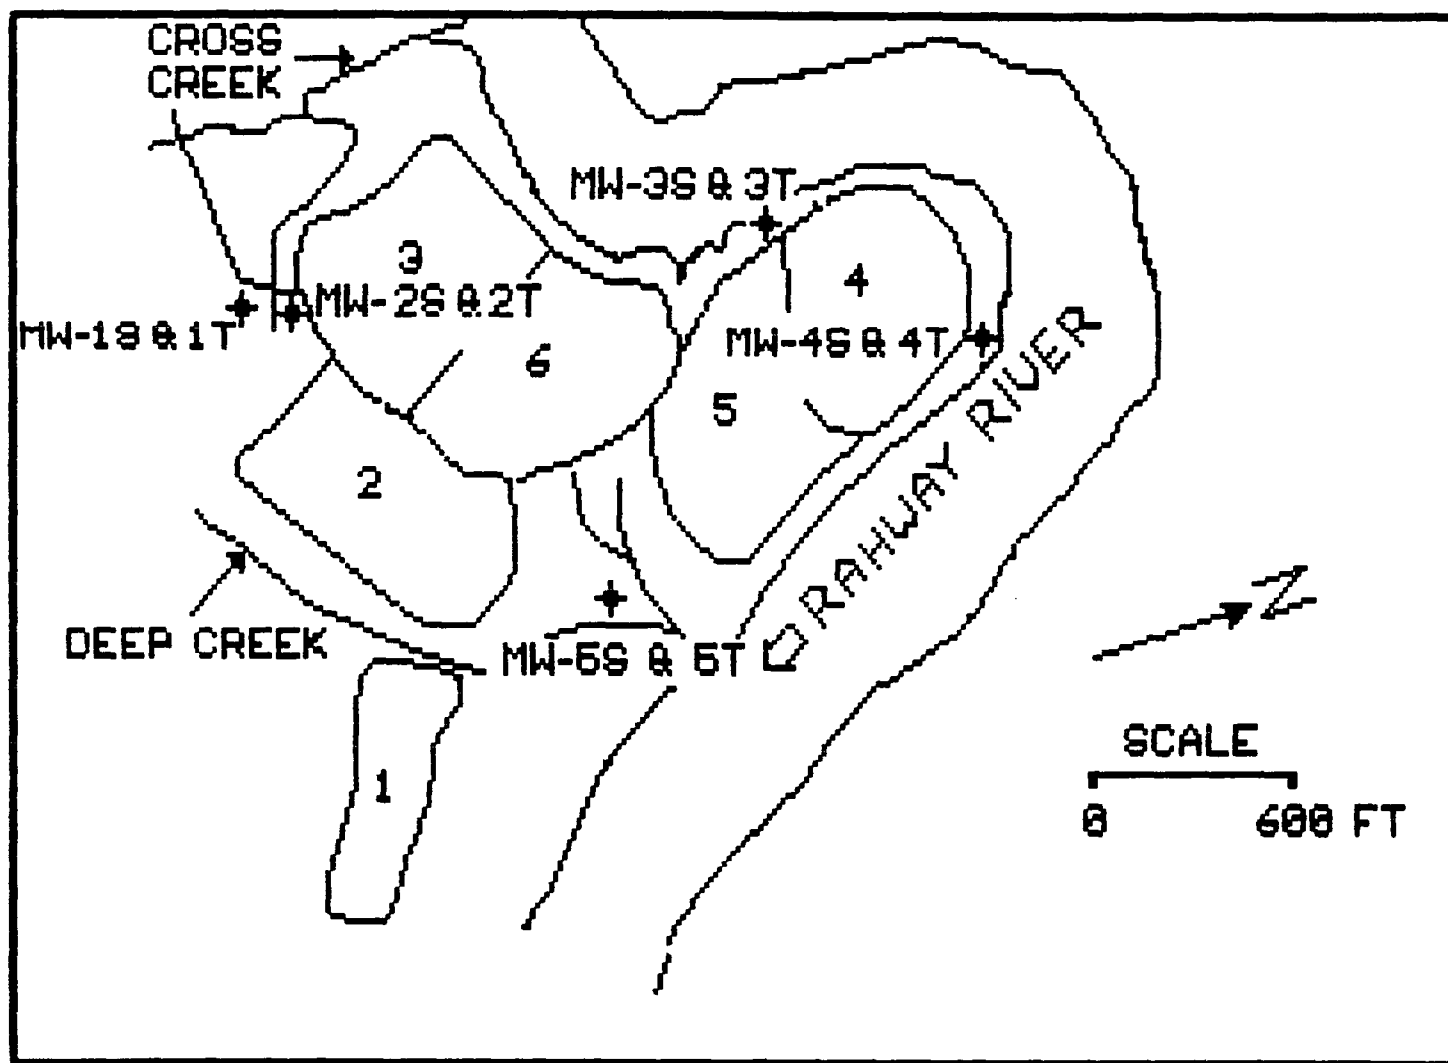 CROSS
CREEK
MW-3S & 3T
3
4
MW-2S & 2T
MW-1S & 1T
MW-4S & 4T
6
5
RAHWAY RIVER
2
N
DEEP CREEK
MW-5S & 5T
SCALE
1
0 600 FT